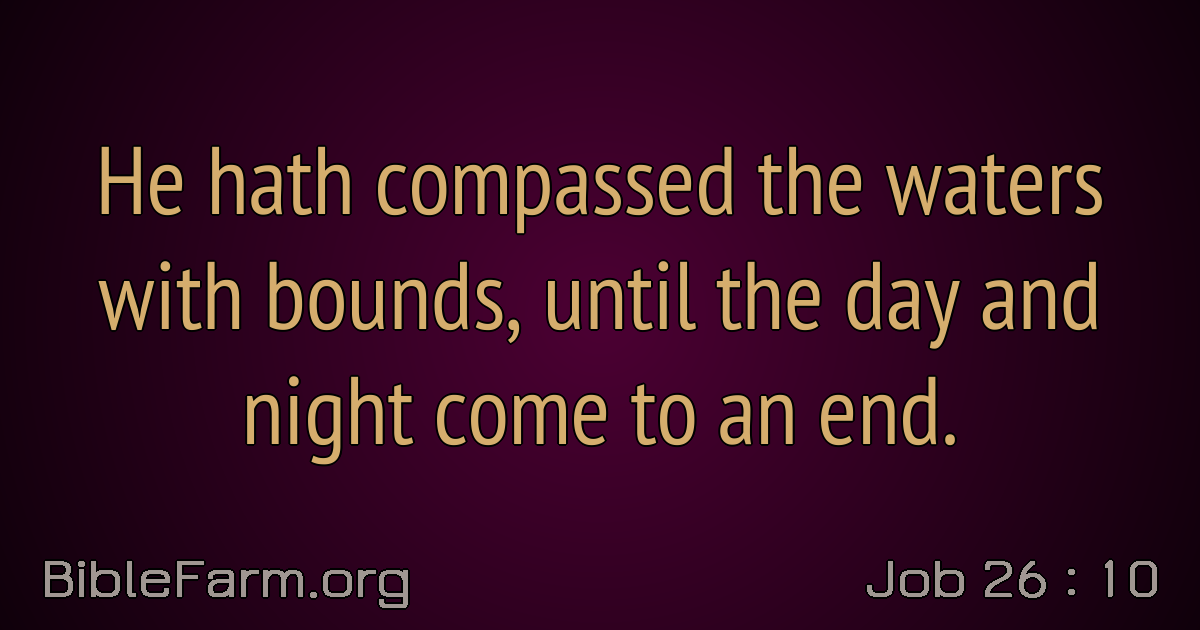 He hath compassed the waters
with bounds, until the day and
night come to an end.
BibleFarm.org
Job 26 : 10